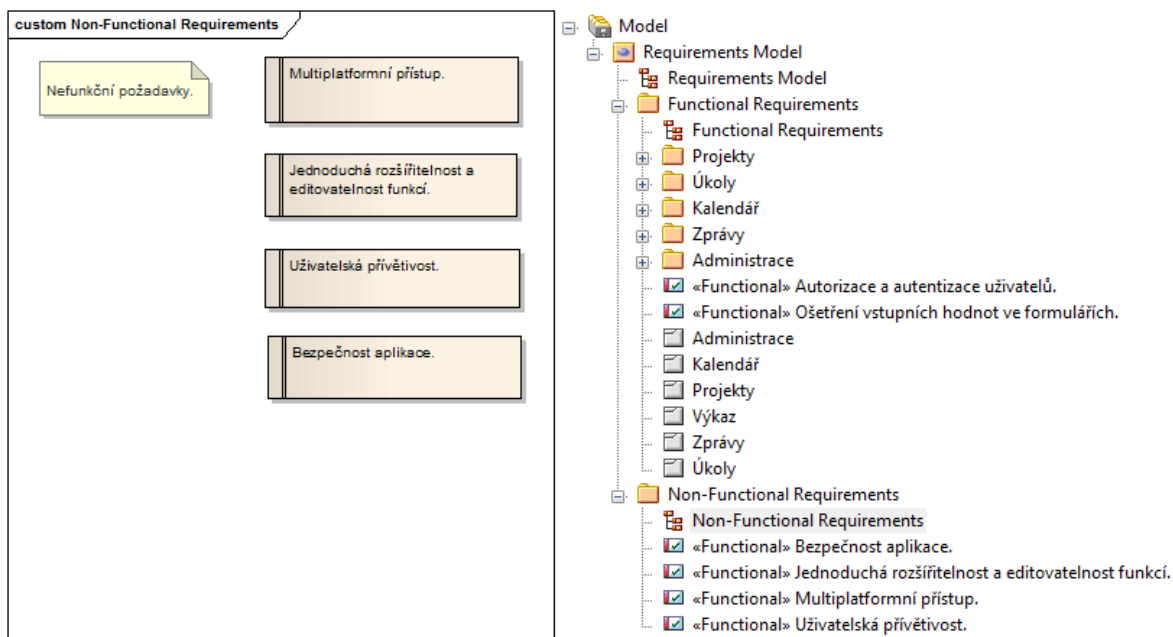 custom Non-Functional Requirements
Nefunkční požadavky.
Multiplatformní přístup.
Jednoduchá rozšířitelnost a
editovatelnost funkcí.
Uživatelská přívětivost.
Bezpečnost aplikace.
Model
Requirements Model
Requirements Model
Functional Requirements
Functional Requirements
Projekty
Úkoly
Kalendář
Zprávy
Administrace
«Functional» Autorizace a autentizace uživatelů.
«Functional» Ošetření vstupních hodnot ve formulářích.
Administrace
Kalendář
Projekty
Výkaz
Zprávy
Úkoly
Non-Functional Requirements
Non-Functional Requirements
«Functional» Bezpečnost aplikace.
«Functional» Jednoduchá rozšířitelnost a editovatelnost funkcí.
«Functional» Multiplatformní přístup.
«Functional» Uživatelská přívětivost.